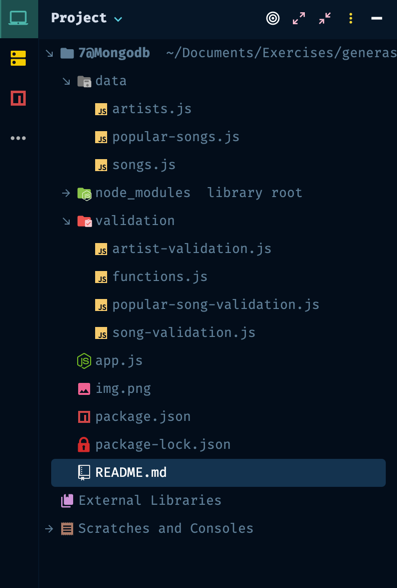 Project
7@Mongodb ~/Documents/Exercises/generas
data
artists.js
popular-songs.js
songs.js
node_modules library root
validation
artist-validation.js
functions.js
popular-song-validation.js
song-validation.js
app.js
img.png
package.json
package-lock.json
README.md
External Libraries
Scratches and Consoles